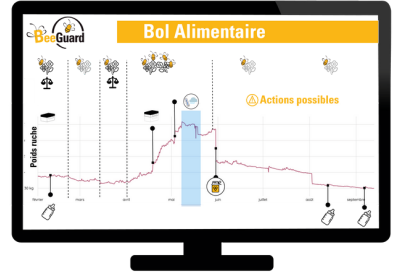 BeeGuard
Bol Alimentaire
Actions possibles
Poids ruche
février
mars
avril
mai
juin
juillet
août
septembre